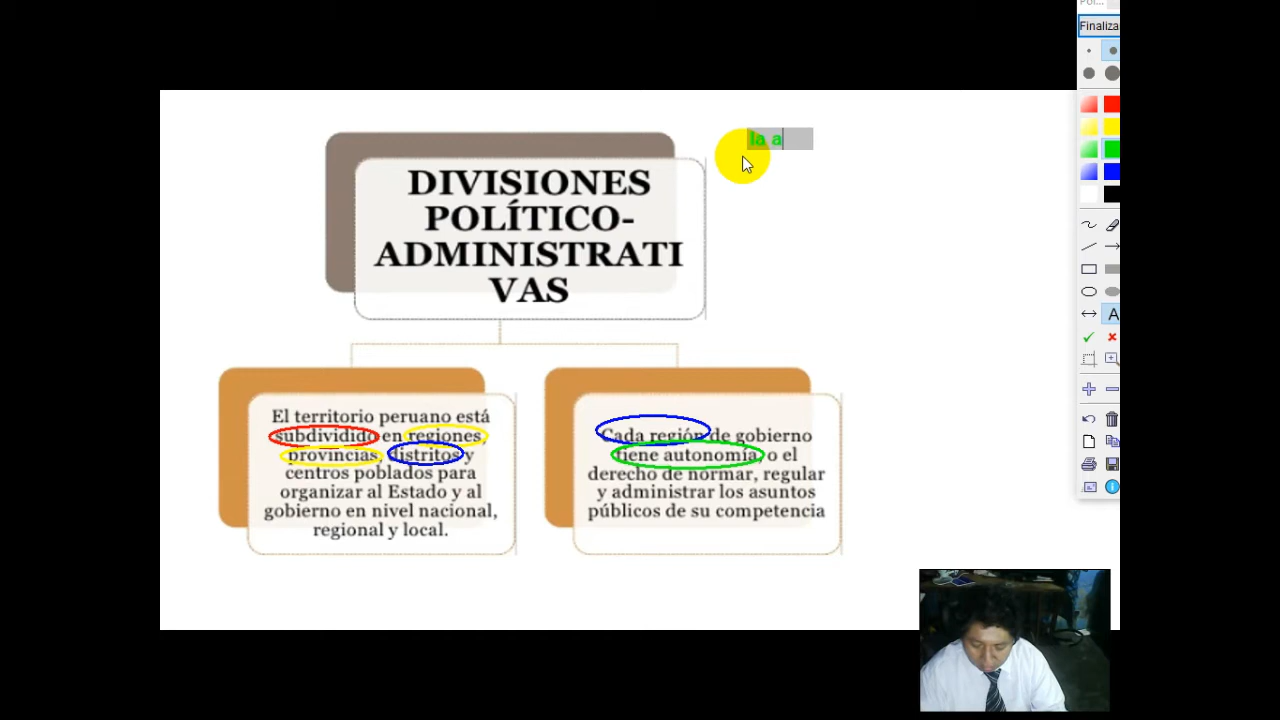 Finaliza
la a
DIVISIONES
POLÍTICO-
ADMINISTRATI
VAS
El territorio peruano está
subdividido en regiones,
provincias, distritos y
centros poblados para
organizar al Estado y al
gobierno en nivel nacional,
regional y local.
Cada región de gobierno
tiene autonomía, o el
derecho de normar, regular
y administrar los asuntos
públicos de su competencia
A